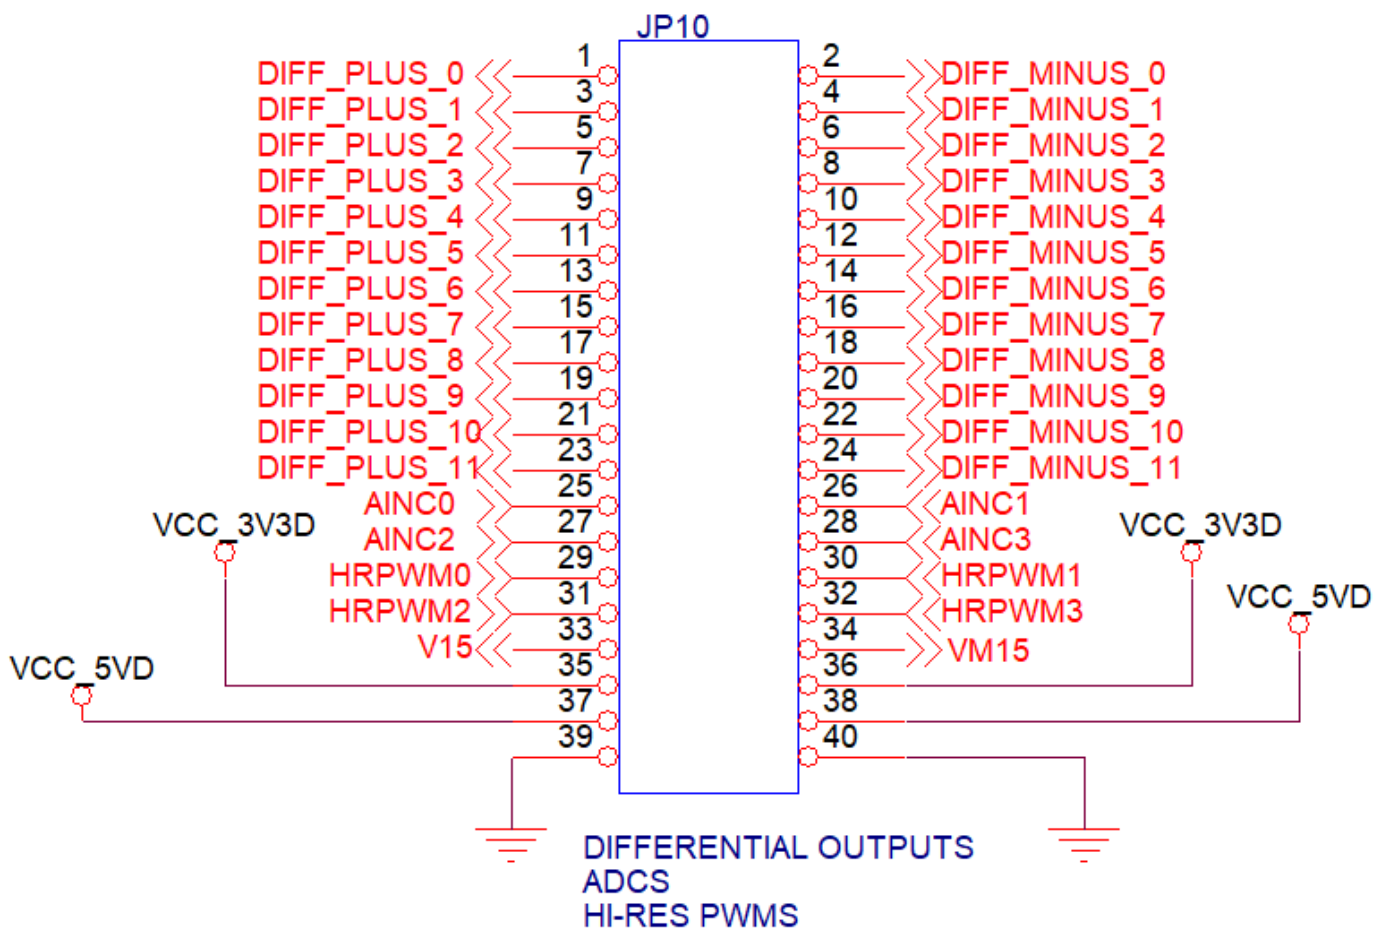 JP10
1 2
DIFF_PLUS_0 DIFF_MINUS_0
3 4
DIFF_PLUS_1 DIFF_MINUS_1
5 6
DIFF_PLUS_2 DIFF_MINUS_2
7 8
DIFF_PLUS_3 DIFF_MINUS_3
9 10
DIFF_PLUS_4 DIFF_MINUS_4
11 12
DIFF_PLUS_5 DIFF_MINUS_5
13 14
DIFF_PLUS_6 DIFF_MINUS_6
15 16
DIFF_PLUS_7 DIFF_MINUS_7
17 18
DIFF_PLUS_8 DIFF_MINUS_8
19 20
DIFF_PLUS_9 DIFF_MINUS_9
21 22
DIFF_PLUS_10 DIFF_MINUS_10
23 24
DIFF_PLUS_11 DIFF_MINUS_11
25 26
AINC0 AINC1
VCC_3V3D 27 28 VCC_3V3D
AINC2 AINC3
29 30
HRPWM0 HRPWM1
31 32 VCC_5VD
HRPWM2 HRPWM3
33 34
V15 VM15
VCC_5VD 35 36
37 38
39 40
DIFFERENTIAL OUTPUTS
ADCS
HI-RES PWMS